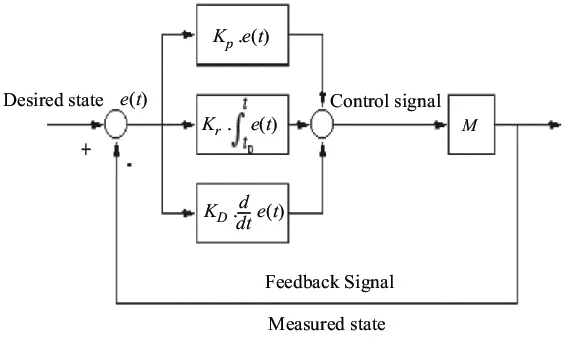 K_p .e(t)
Desired state e(t)
Control signal
K_r . ∫_{t_0}^{t} e(t)
M
+
-
K_D . d/dt e(t)
Feedback Signal
Measured state